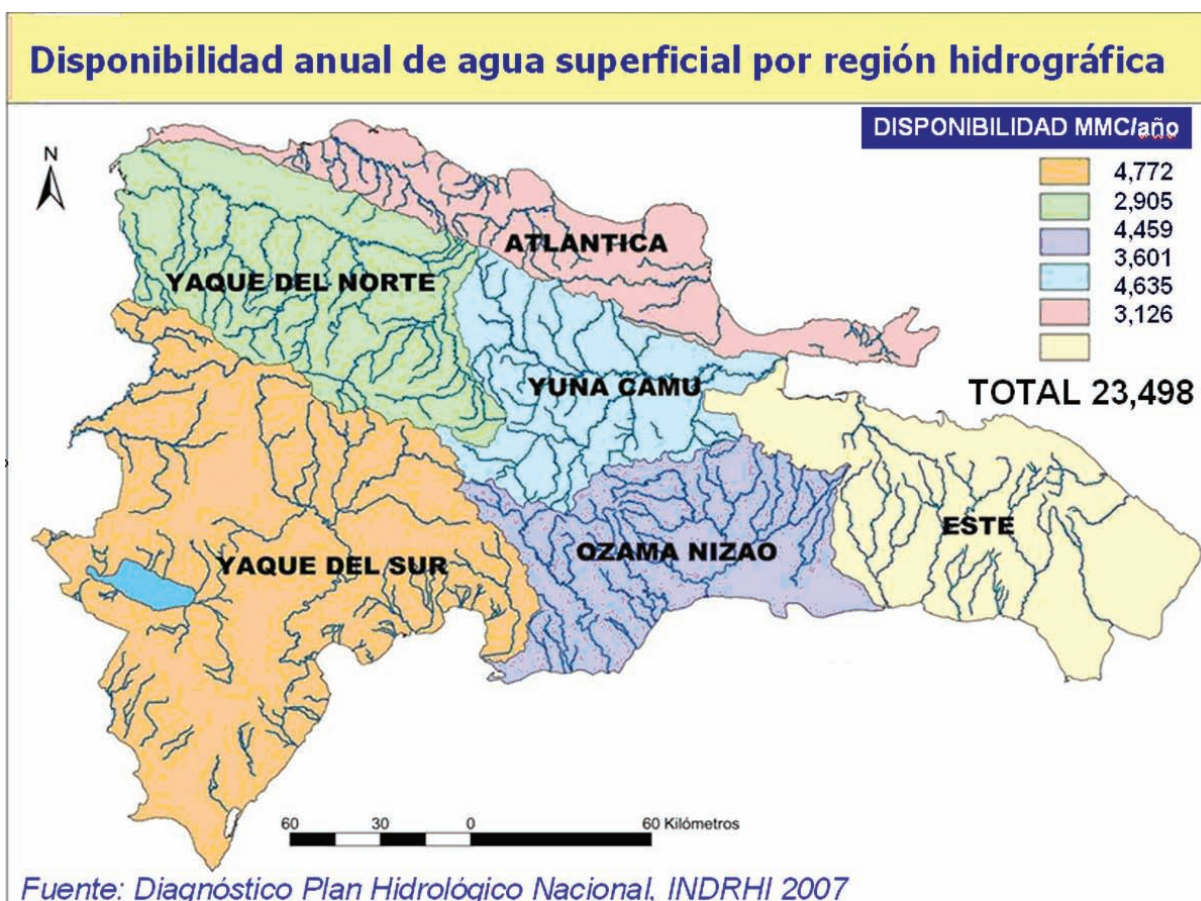 Disponibilidad anual de agua superficial por región hidrográfica
DISPONIBILIDAD MMC/año
N
4,772
2,905
4,459
3,601
4,635
3,126
TOTAL 23,498
ATLANTICA
YAQUE DEL NORTE
YUNA CAMU
ESTE
OZAMA NIZAO
YAQUE DEL SUR
60 30 0 60 Kilómetros
Fuente: Diagnóstico Plan Hidrológico Nacional, INDRHI 2007